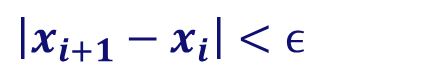 |x_{i+1} − x_i| < ϵ